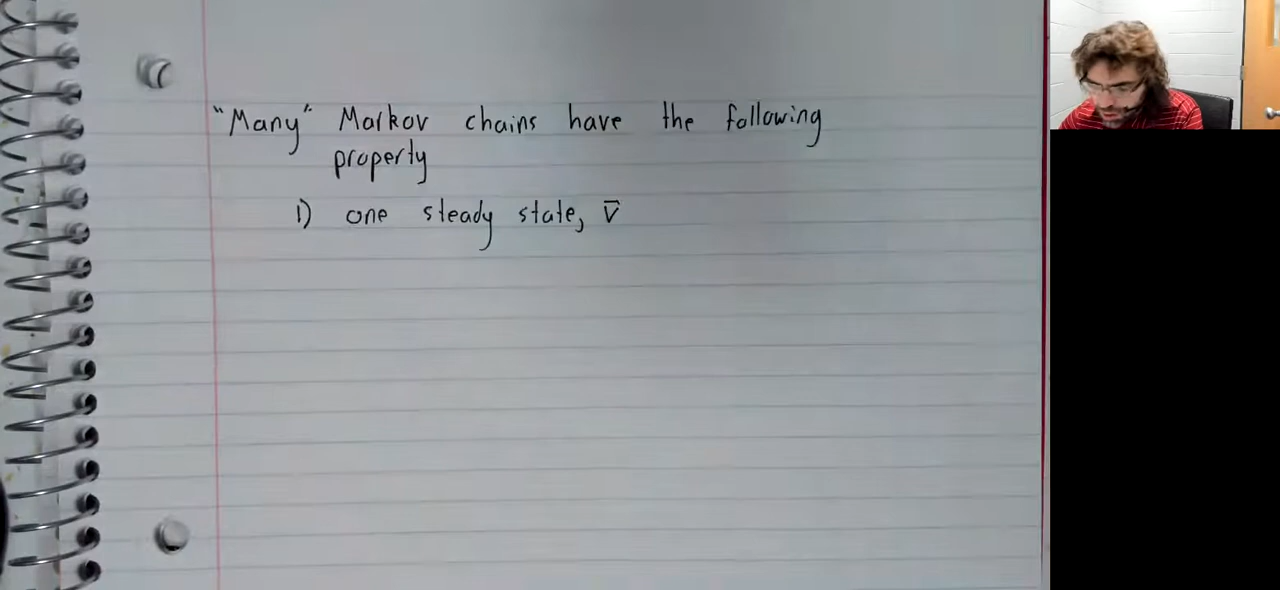 "Many" Markov chains have the following
property
1) one steady state, v̅